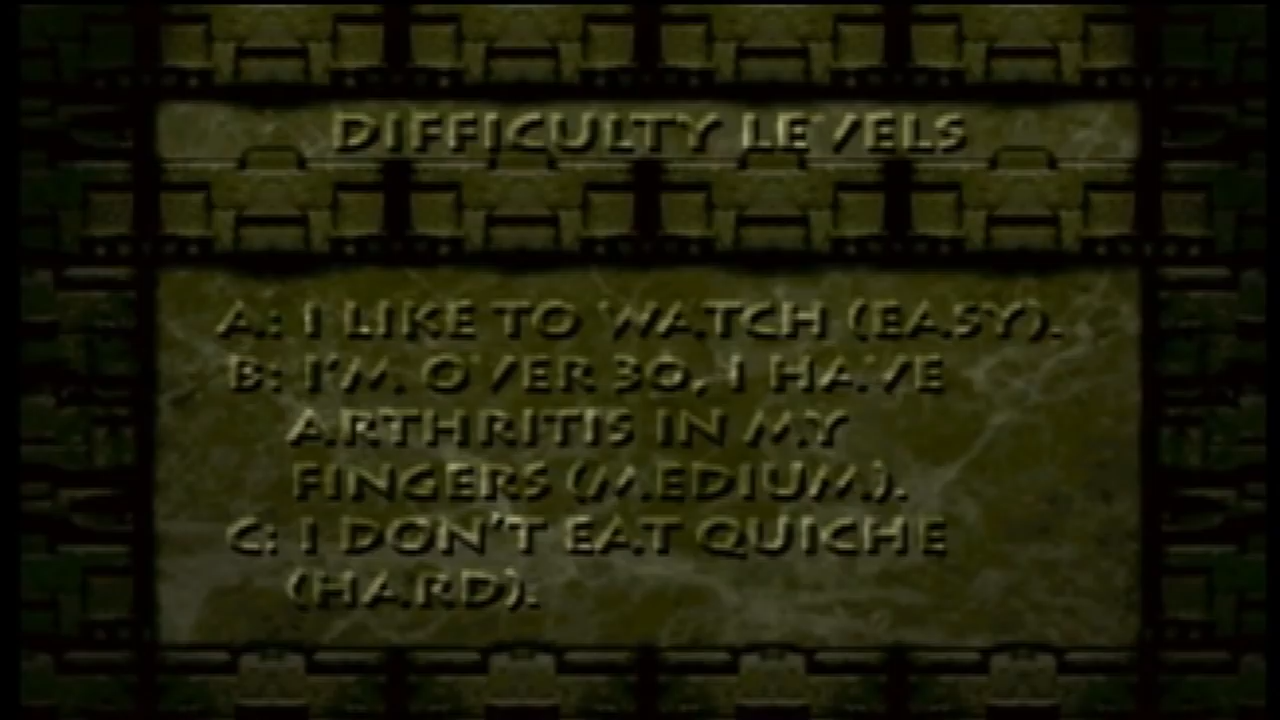 DIFFICULTY LEVELS
A: I LIKE TO WATCH (EASY).
B: I'M OVER 30, I HAVE
ARTHRITIS IN MY
FINGERS (MEDIUM).
C: I DON'T EAT QUICHE
(HARD).